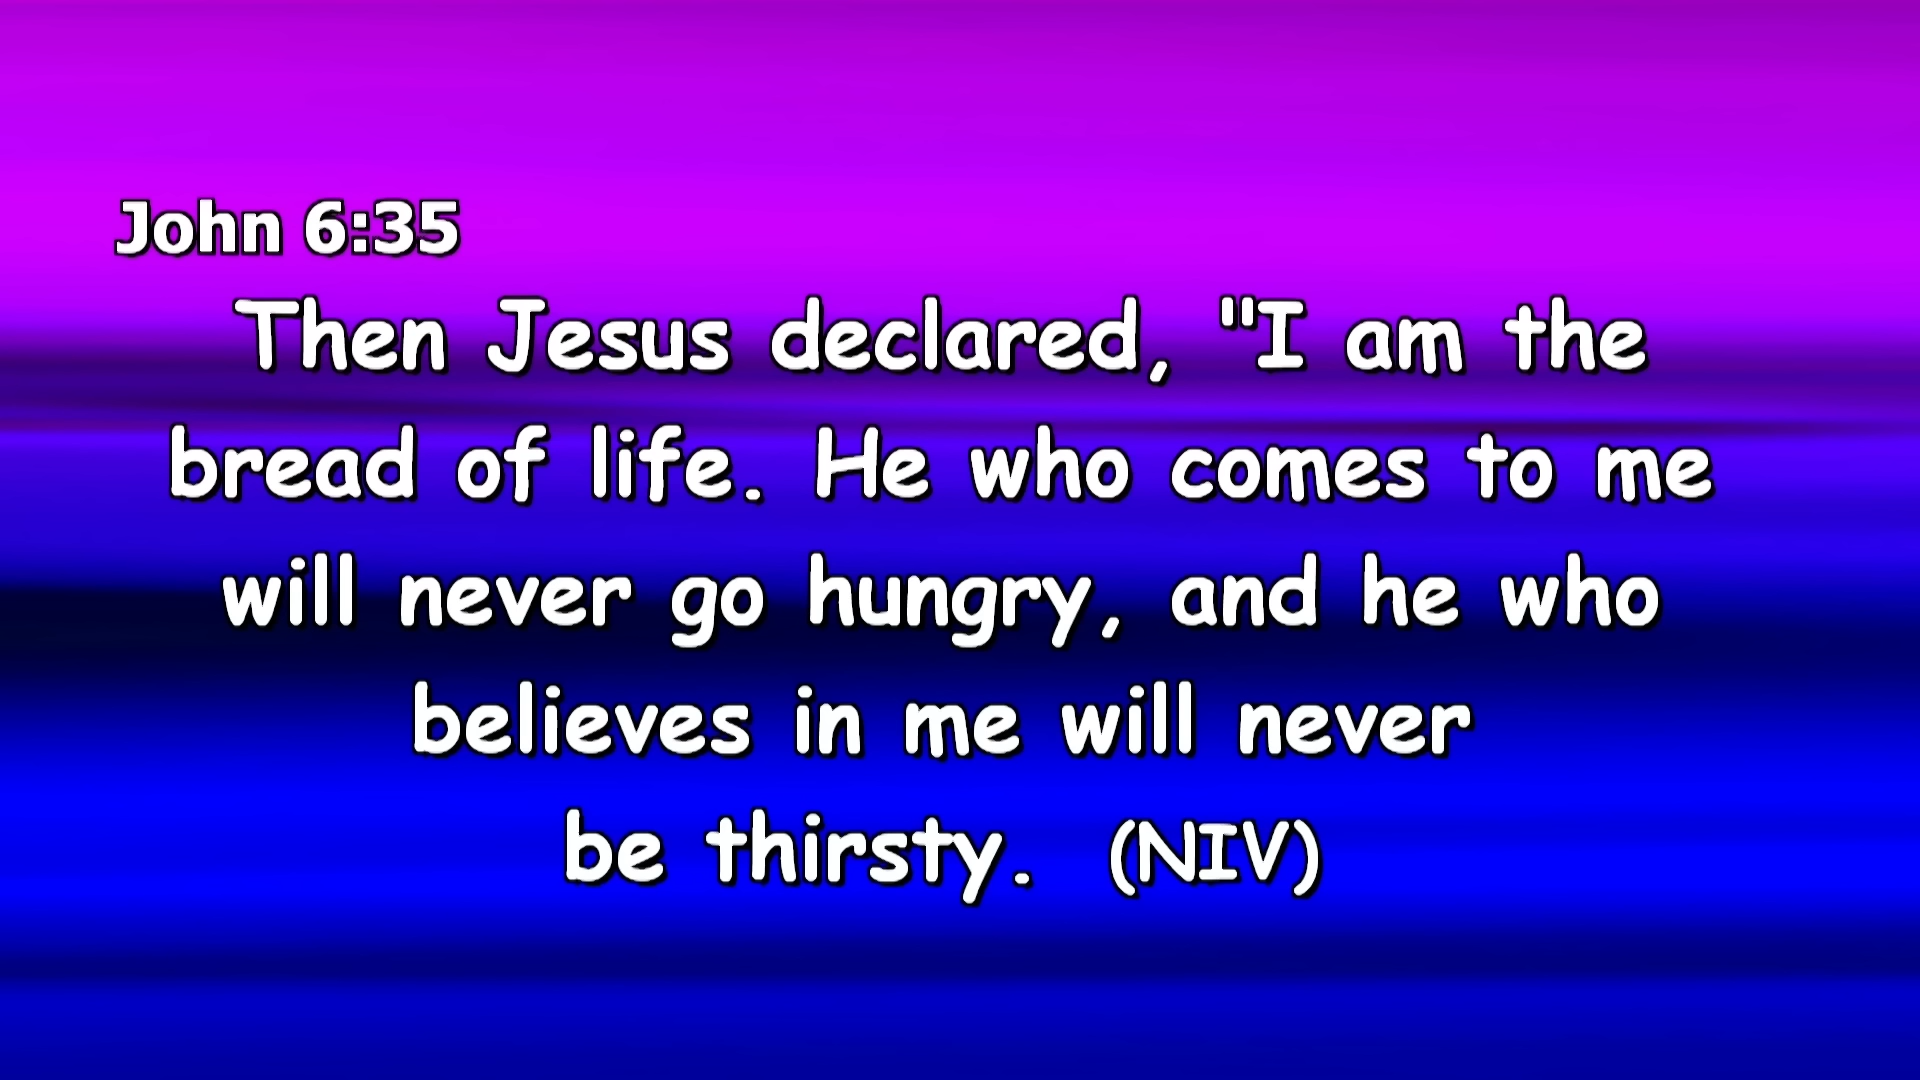 John 6:35
Then Jesus declared, "I am the
bread of life. He who comes to me
will never go hungry, and he who
believes in me will never
be thirsty. (NIV)